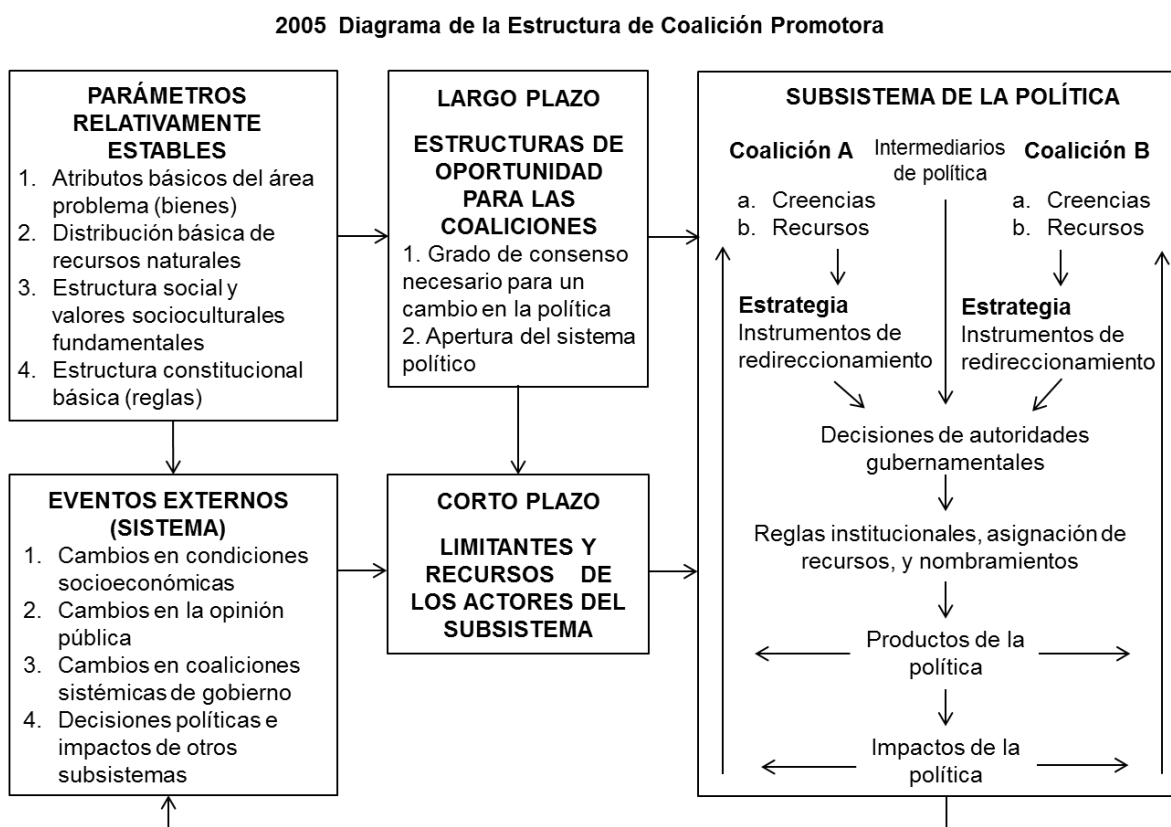 2005 Diagrama de la Estructura de Coalición Promotora
PARÁMETROS
RELATIVAMENTE
ESTABLES
1. Atributos básicos del área
problema (bienes)
2. Distribución básica de
recursos naturales
3. Estructura social y
valores socioculturales
fundamentales
4. Estructura constitucional
básica (reglas)
LARGO PLAZO
ESTRUCTURAS DE
OPORTUNIDAD
PARA LAS
COALICIONES
1. Grado de consenso
necesario para un
cambio en la política
2. Apertura del sistema
político
SUBSISTEMA DE LA POLÍTICA
Coalición A
a. Creencias
b. Recursos
Estrategia
Instrumentos de
redireccionamiento
Intermediarios
de política
Coalición B
a. Creencias
b. Recursos
Estrategia
Instrumentos de
redireccionamiento
Decisiones de autoridades
gubernamentales
Reglas institucionales, asignación de
recursos, y nombramientos
Productos de la
política
Impactos de la
política
EVENTOS EXTERNOS
(SISTEMA)
1. Cambios en condiciones
socioeconómicas
2. Cambios en la opinión
pública
3. Cambios en coaliciones
sistémicas de gobierno
4. Decisiones políticas e
impactos de otros
subsistemas
CORTO PLAZO
LIMITANTES Y
RECURSOS DE
LOS ACTORES DEL
SUBSISTEMA